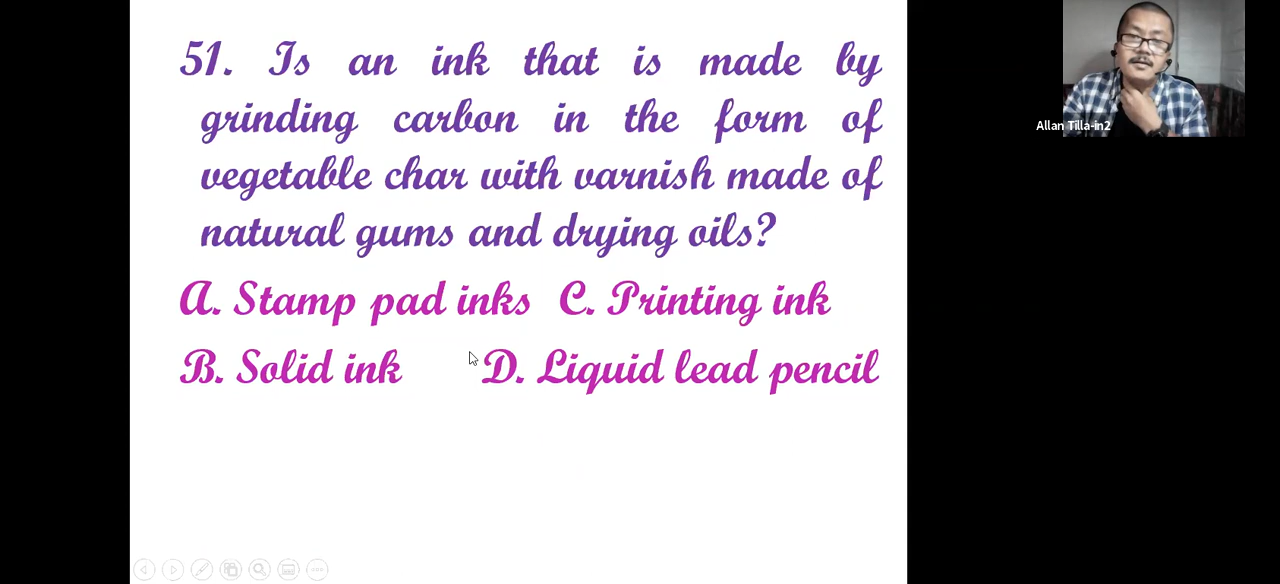 51. Is an ink that is made by
grinding carbon in the form of
vegetable char with varnish made of
natural gums and drying oils?
A. Stamp pad inks C. Printing ink
B. Solid ink D. Liquid lead pencil
Allan Tilla-in2